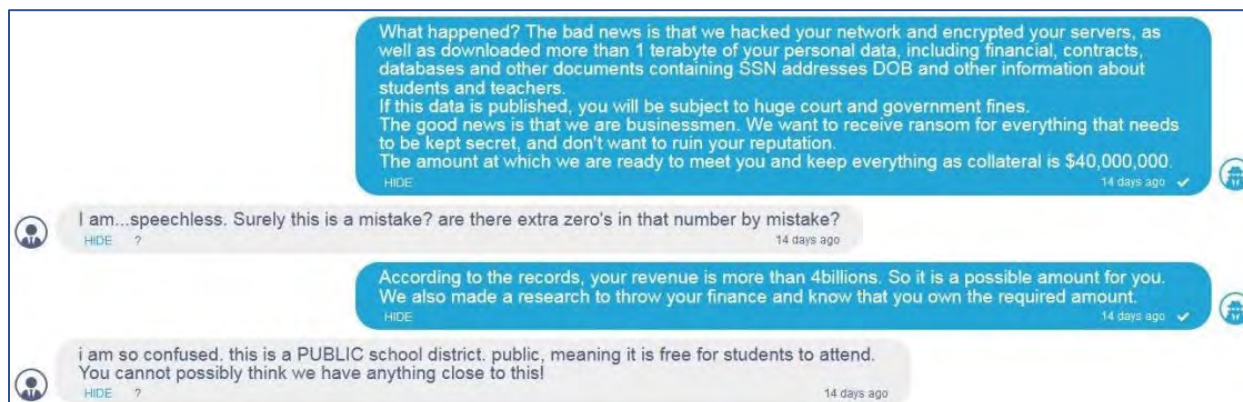 What happened? The bad news is that we hacked your network and encrypted your servers, as
well as downloaded more than 1 terabyte of your personal data, including financial, contracts,
databases and other documents containing SSN addresses DOB and other information about
students and teachers.
If this data is published, you will be subject to huge court and government fines.
The good news is that we are businessmen. We want to receive ransom for everything that needs
to be kept secret, and don't want to ruin your reputation.
The amount at which we are ready to meet you and keep everything as collateral is $40,000,000.
HIDE 14 days ago
I am...speechless. Surely this is a mistake? are there extra zero's in that number by mistake?
HIDE ? 14 days ago
According to the records, your revenue is more than 4billions. So it is a possible amount for you.
We also made a research to throw your finance and know that you own the required amount.
HIDE 14 days ago
i am so confused. this is a PUBLIC school district. public, meaning it is free for students to attend.
You cannot possibly think we have anything close to this!
HIDE ? 14 days ago